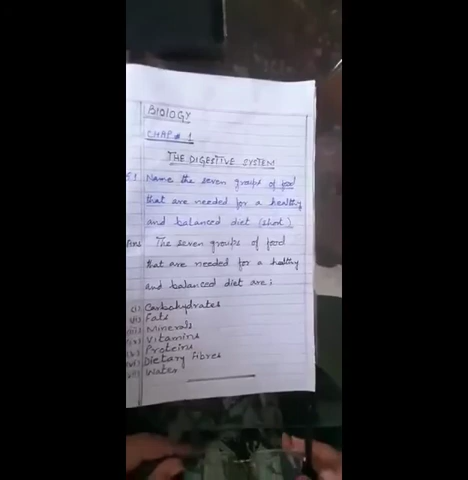 BIOLOGY
CHAP # 1
THE DIGESTIVE SYSTEM
Name the seven groups of food
that are needed for a healthy
and balanced diet (short)
Ans The seven groups of food
that are needed for a healthy
and balanced diet are:
(i) Carbohydrates
(ii) Fats
(iii) Minerals
(iv) Vitamins
(v) Proteins
(vi) Dietary Fibres
(vii) Water